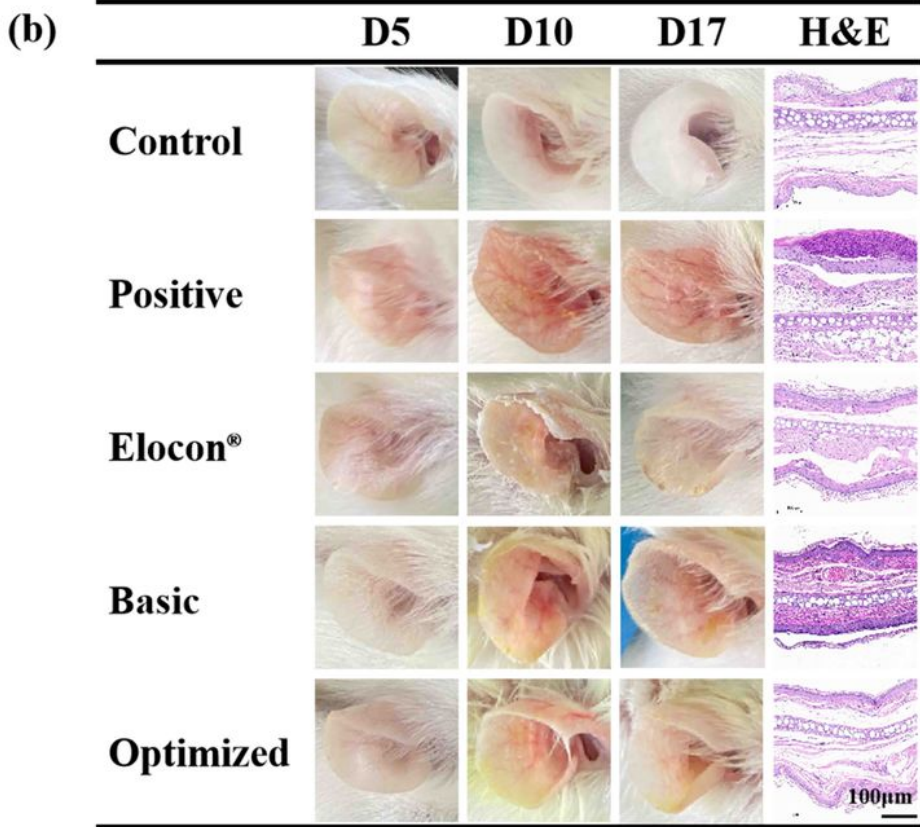 (b)
D5 D10 D17 H&E
Control
Positive
Elocon®
Basic
Optimized
100μm